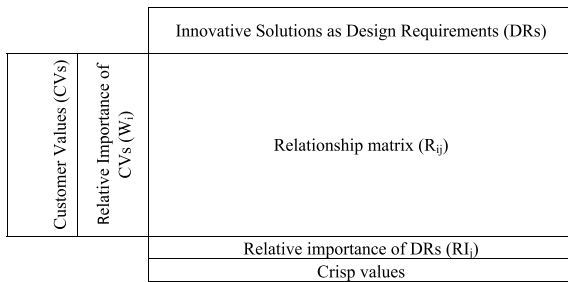 Innovative Solutions as Design Requirements (DRs)
Customer Values (CVs)
Relative Importance of
CVs (Wi)
Relationship matrix (Rij)
Relative importance of DRs (RIj)
Crisp values